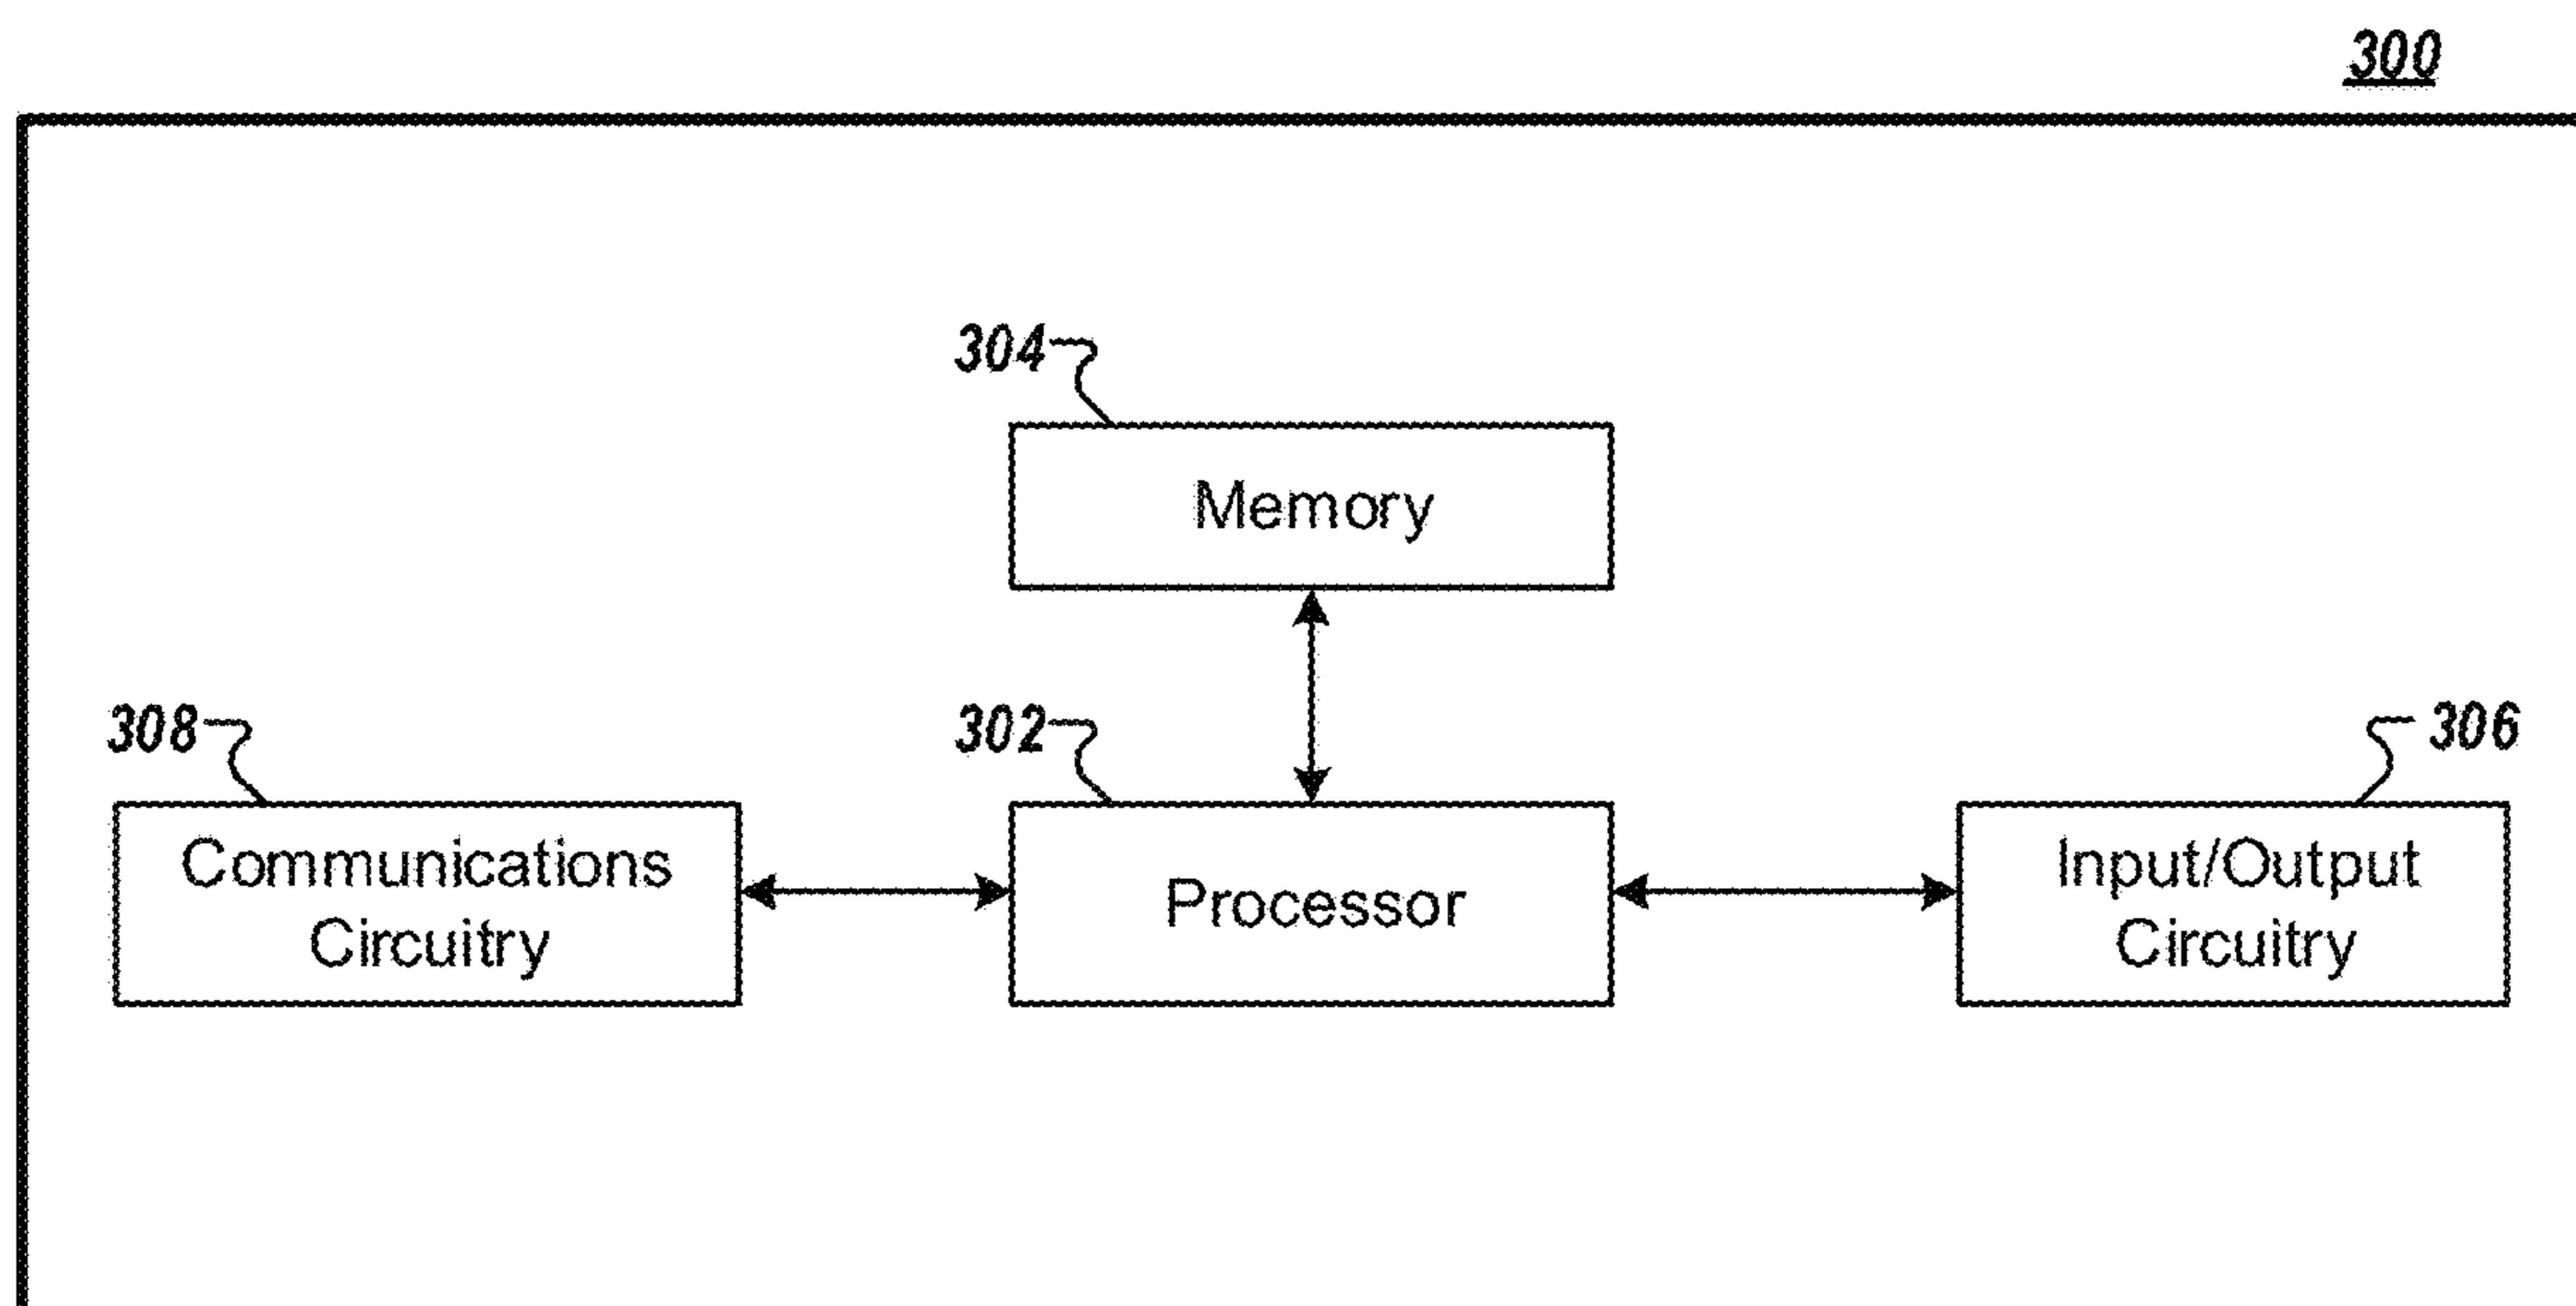 300
304
Memory
308
302
306
Communications
Circuitry
Processor
Input/Output
Circuitry